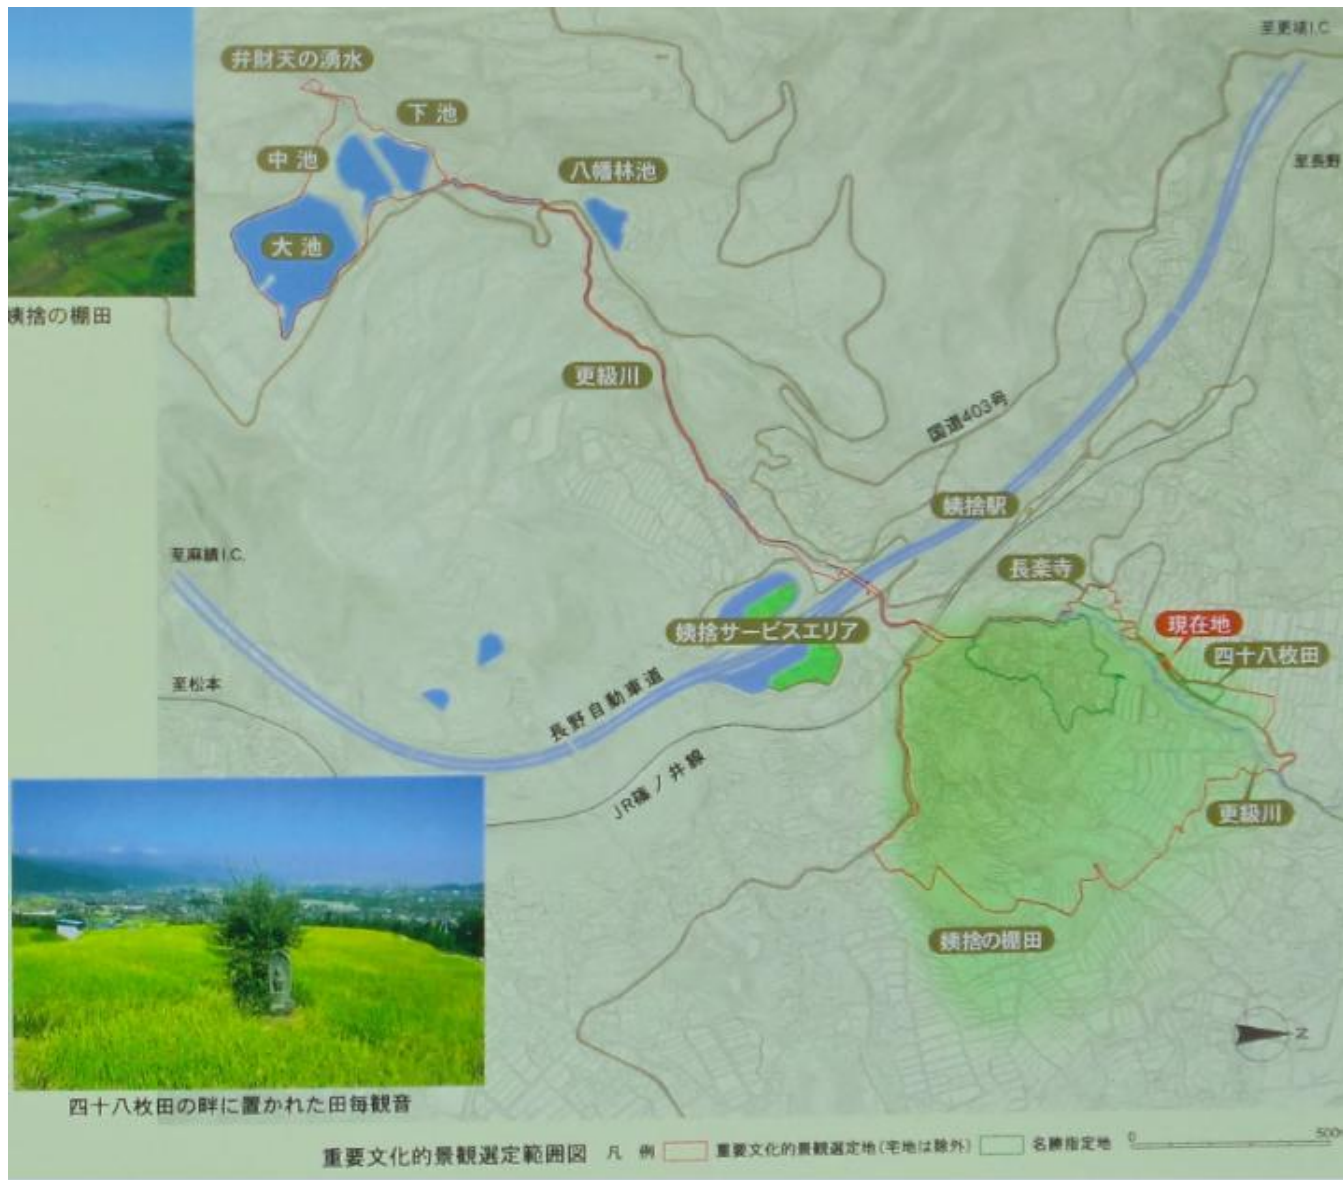 至更埴I.C
弁財天の湧水
下池
中池
八幡林池
至長野
大池
姨捨の棚田
更級川
国道403号
姨捨駅
至麻績I.C.
長楽寺
現在地
姨捨サービスエリア
四十八枚田
至松本
長野自動車道
JR篠ノ井線
更級川
姨捨の棚田
N
四十八枚田の畔に置かれた田毎観音
重要文化的景観選定範囲図 凡例 重要文化的景観選定地(宅地は除外) 名勝指定地 0 500